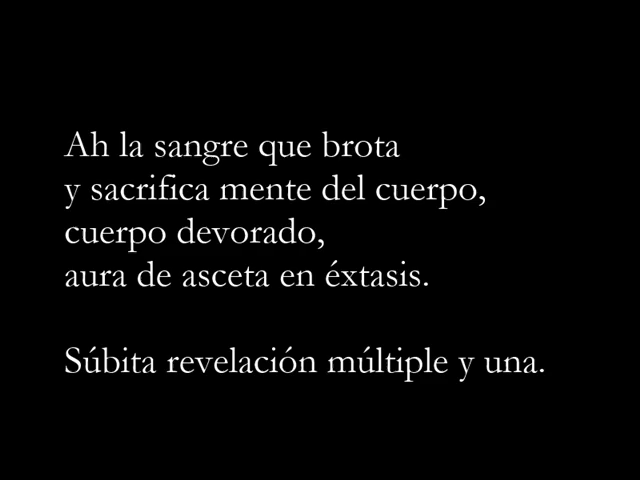 Ah la sangre que brota
y sacrifica mente del cuerpo,
cuerpo devorado,
aura de asceta en éxtasis.
Súbita revelación múltiple y una.